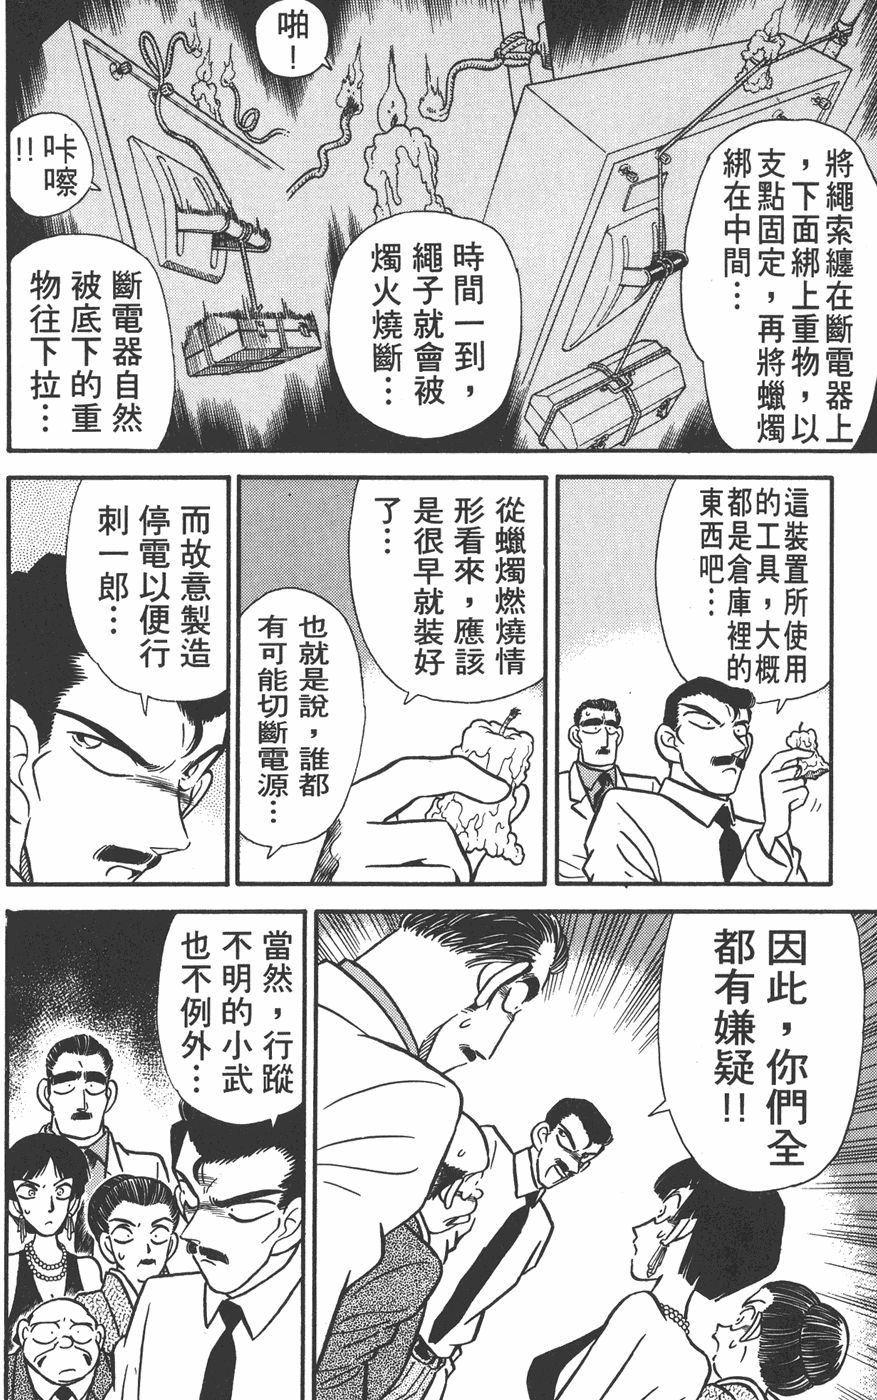 將繩索纏在斷電器上
，下面綁上重物，以
支點固定，再將蠟燭
綁在中間…
時間一到，
繩子就會被
燭火燒斷…
啪！
咔嚓!!
斷電器自然
被底下的重
物往下拉…
這裝置所使用
的工具，大概
都是倉庫裡的
東西吧…
從蠟燭燃燒情
形看來，應該
是很早就裝好
了…
也就是說，誰都
有可能切斷電源…
而故意製造
停電以便行
刺一郎…
因此，你們全
都有嫌疑!!
當然，行蹤
不明的小武
也不例外…